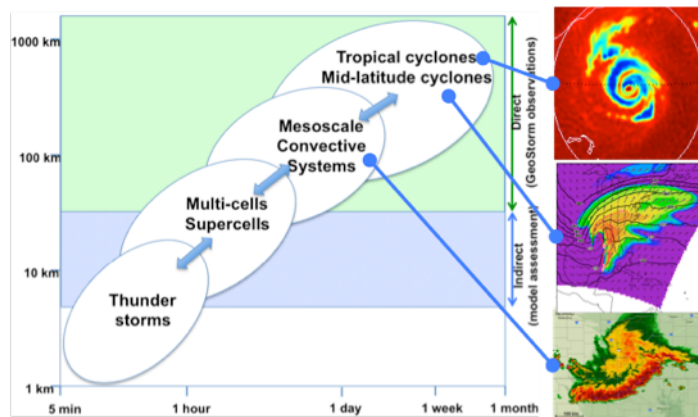 1000 km
100 km
10 km
1 km
Tropical cyclones
Mid-latitude cyclones
Mesoscale
Convective
Systems
Multi-cells
Supercells
Thunder
storms
Direct
(GeoStorm observations)
Indirect
(model assessment)
5 min
1 hour
1 day
1 week
1 month